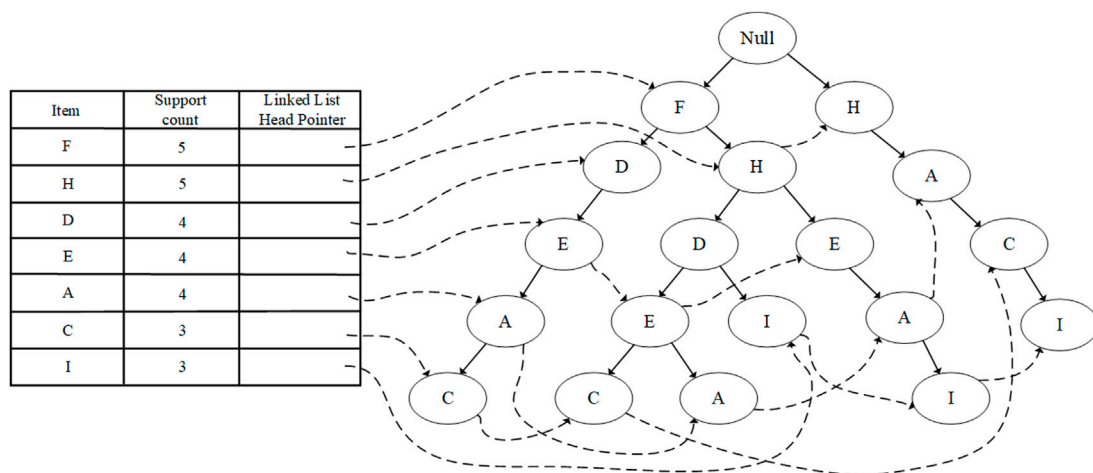 Null
F
H
D
H
A
E
D
E
C
A
E
I
A
I
C
C
A
I
Item Support count Linked List Head Pointer
F 5
H 5
D 4
E 4
A 4
C 3
I 3